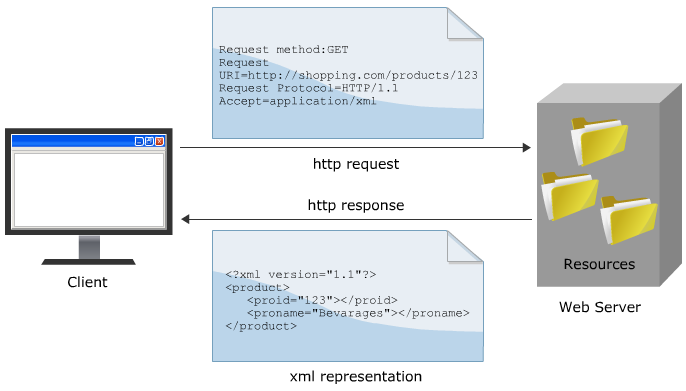 Request method:GET
Request
URI=http://shopping.com/products/123
Request Protocol=HTTP/1.1
Accept=application/xml
http request
http response
Client
Resources
Web Server
<?xml version="1.1"?>
<product>
<proid="123"></proid>
<proname="Bevarages"></proname>
</product>
xml representation